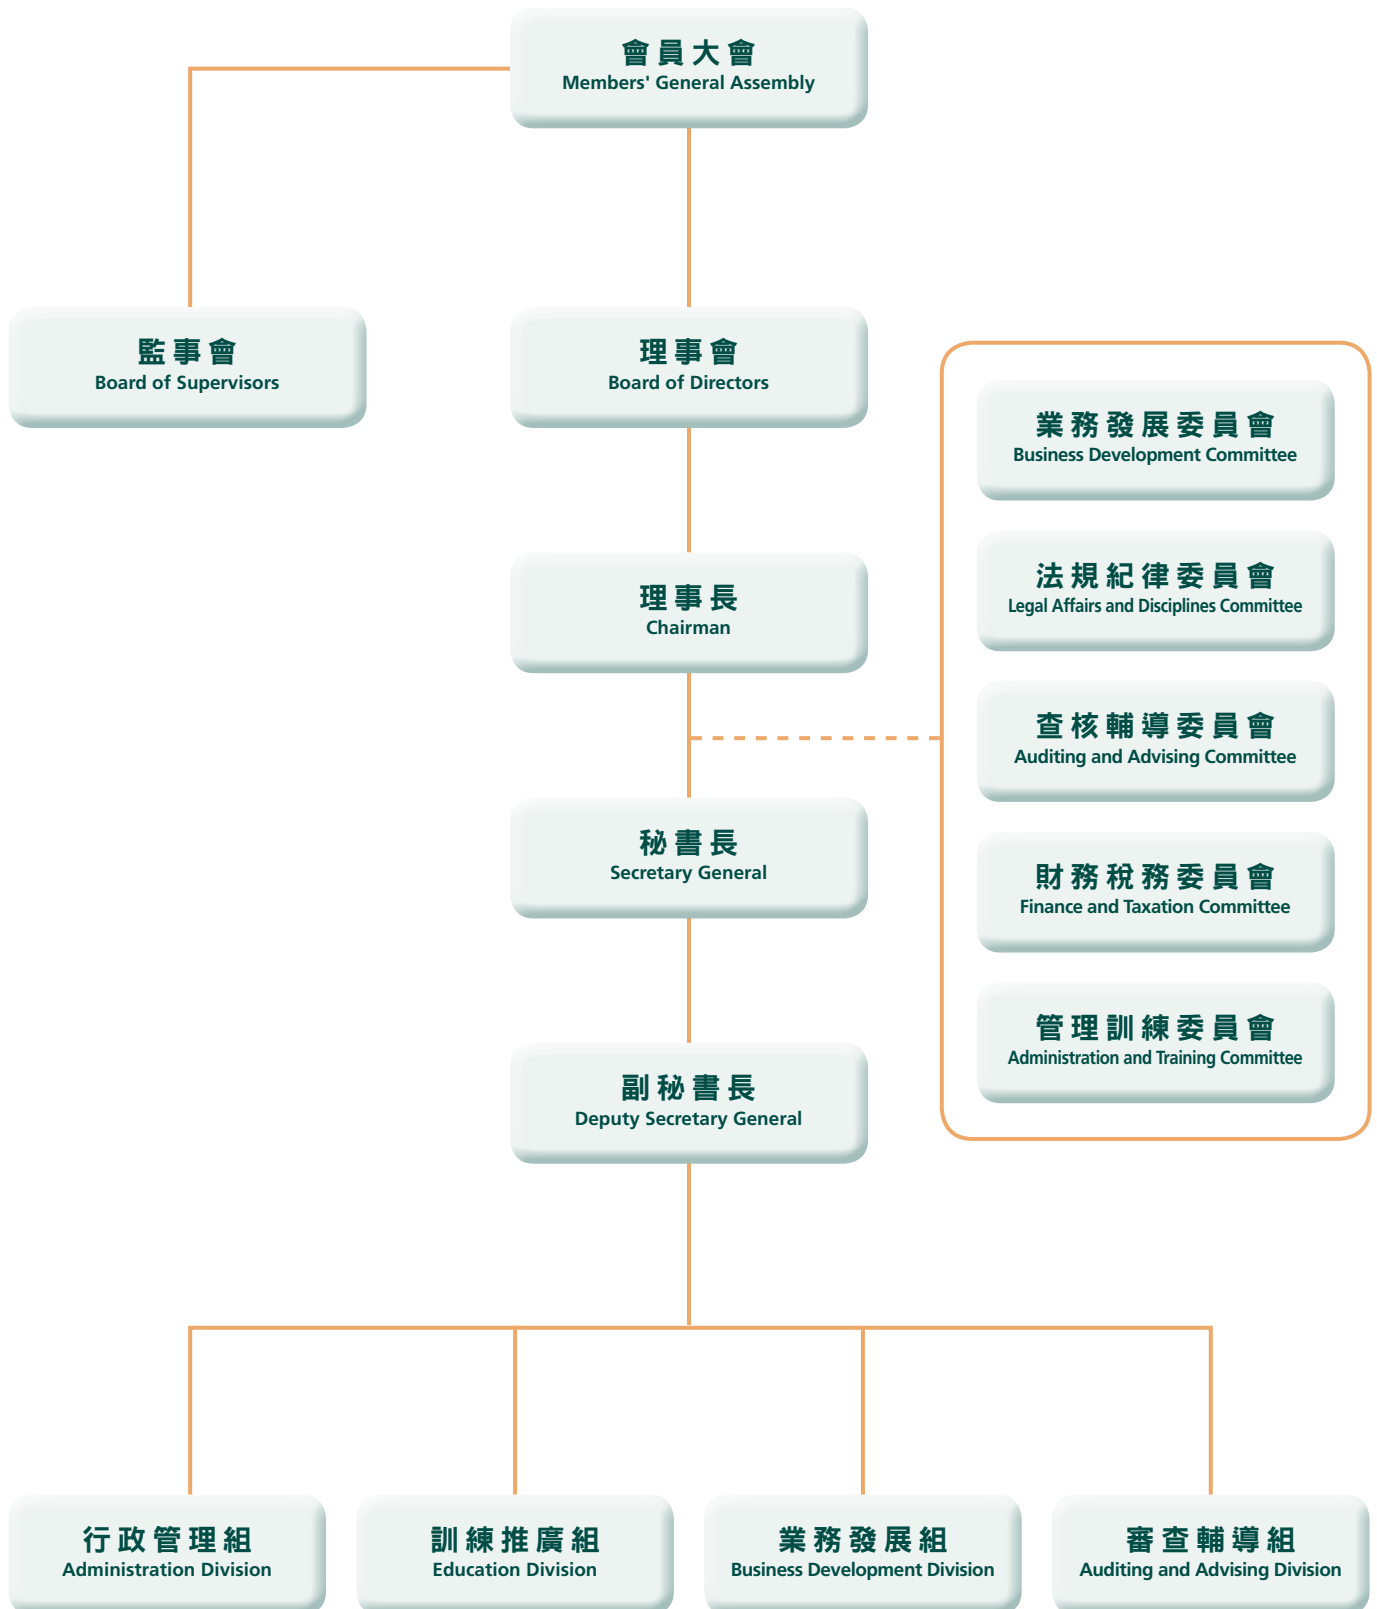 會員大會
Members' General Assembly
監事會
Board of Supervisors
理事會
Board of Directors
業務發展委員會
Business Development Committee
法規紀律委員會
Legal Affairs and Disciplines Committee
理事長
Chairman
查核輔導委員會
Auditing and Advising Committee
秘書長
Secretary General
財務稅務委員會
Finance and Taxation Committee
管理訓練委員會
Administration and Training Committee
副秘書長
Deputy Secretary General
行政管理組
Administration Division
訓練推廣組
Education Division
業務發展組
Business Development Division
審查輔導組
Auditing and Advising Division